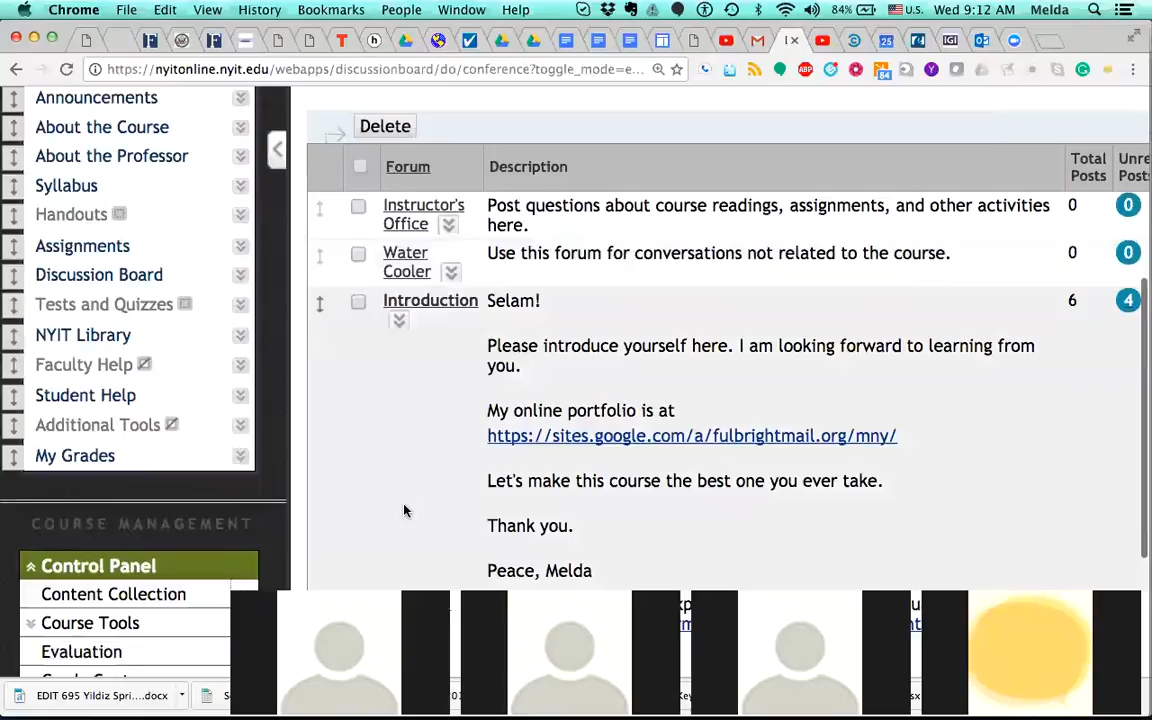 Chrome File Edit View History Bookmarks People Window Help 84% U.S. Wed 9:12 AM Melda
https://nyitonline.nyit.edu/webapps/discussionboard/do/conference?toggle_mode=e...
Announcements
About the Course
About the Professor
Syllabus
Handouts
Assignments
Discussion Board
Tests and Quizzes
NYIT Library
Faculty Help
Student Help
Additional Tools
My Grades
COURSE MANAGEMENT
Control Panel
Content Collection
Course Tools
Evaluation
Delete
Forum Description Total
Posts Unre
Posts
Instructor's
Office
Post questions about course readings, assignments, and other activities
here.
0 0
Water
Cooler
Use this forum for conversations not related to the course.
0 0
Introduction Selam! 6 4
Please introduce yourself here. I am looking forward to learning from
you.
My online portfolio is at
https://sites.google.com/a/fulbrightmail.org/mny/
Let's make this course the best one you ever take.
Thank you.
Peace, Melda
EDIT 695 Yildiz Spri....docx